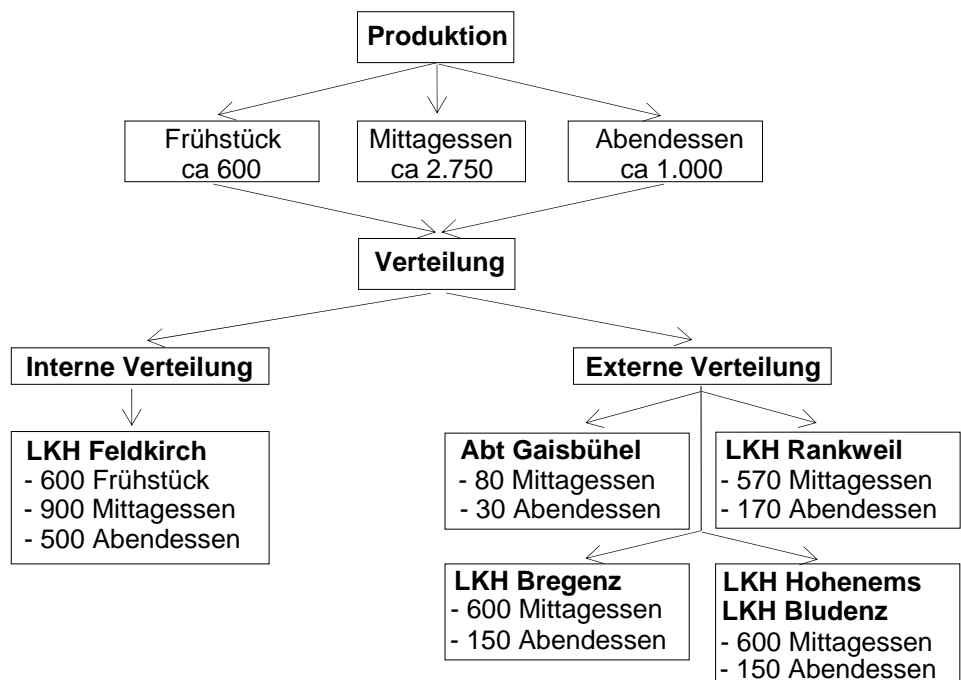 Produktion
Frühstück
ca 600
Mittagessen
ca 2.750
Abendessen
ca 1.000
Verteilung
Interne Verteilung
Externe Verteilung
LKH Feldkirch
- 600 Frühstück
- 900 Mittagessen
- 500 Abendessen
Abt Gaisbühel
- 80 Mittagessen
- 30 Abendessen
LKH Rankweil
- 570 Mittagessen
- 170 Abendessen
LKH Bregenz
- 600 Mittagessen
- 150 Abendessen
LKH Hohenems
LKH Bludenz
- 600 Mittagessen
- 150 Abendessen